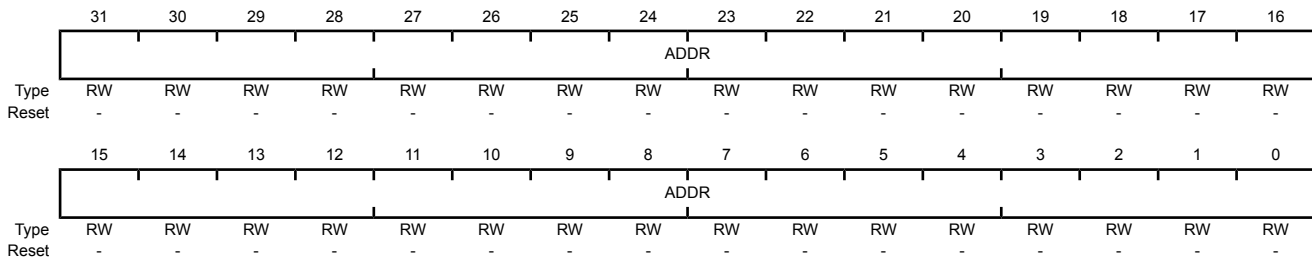 31 30 29 28 27 26 25 24 23 22 21 20 19 18 17 16
ADDR
Type RW RW RW RW RW RW RW RW RW RW RW RW RW RW RW RW
Reset - - - - - - - - - - - - - - - -
15 14 13 12 11 10 9 8 7 6 5 4 3 2 1 0
ADDR
Type RW RW RW RW RW RW RW RW RW RW RW RW RW RW RW RW
Reset - - - - - - - - - - - - - - - -